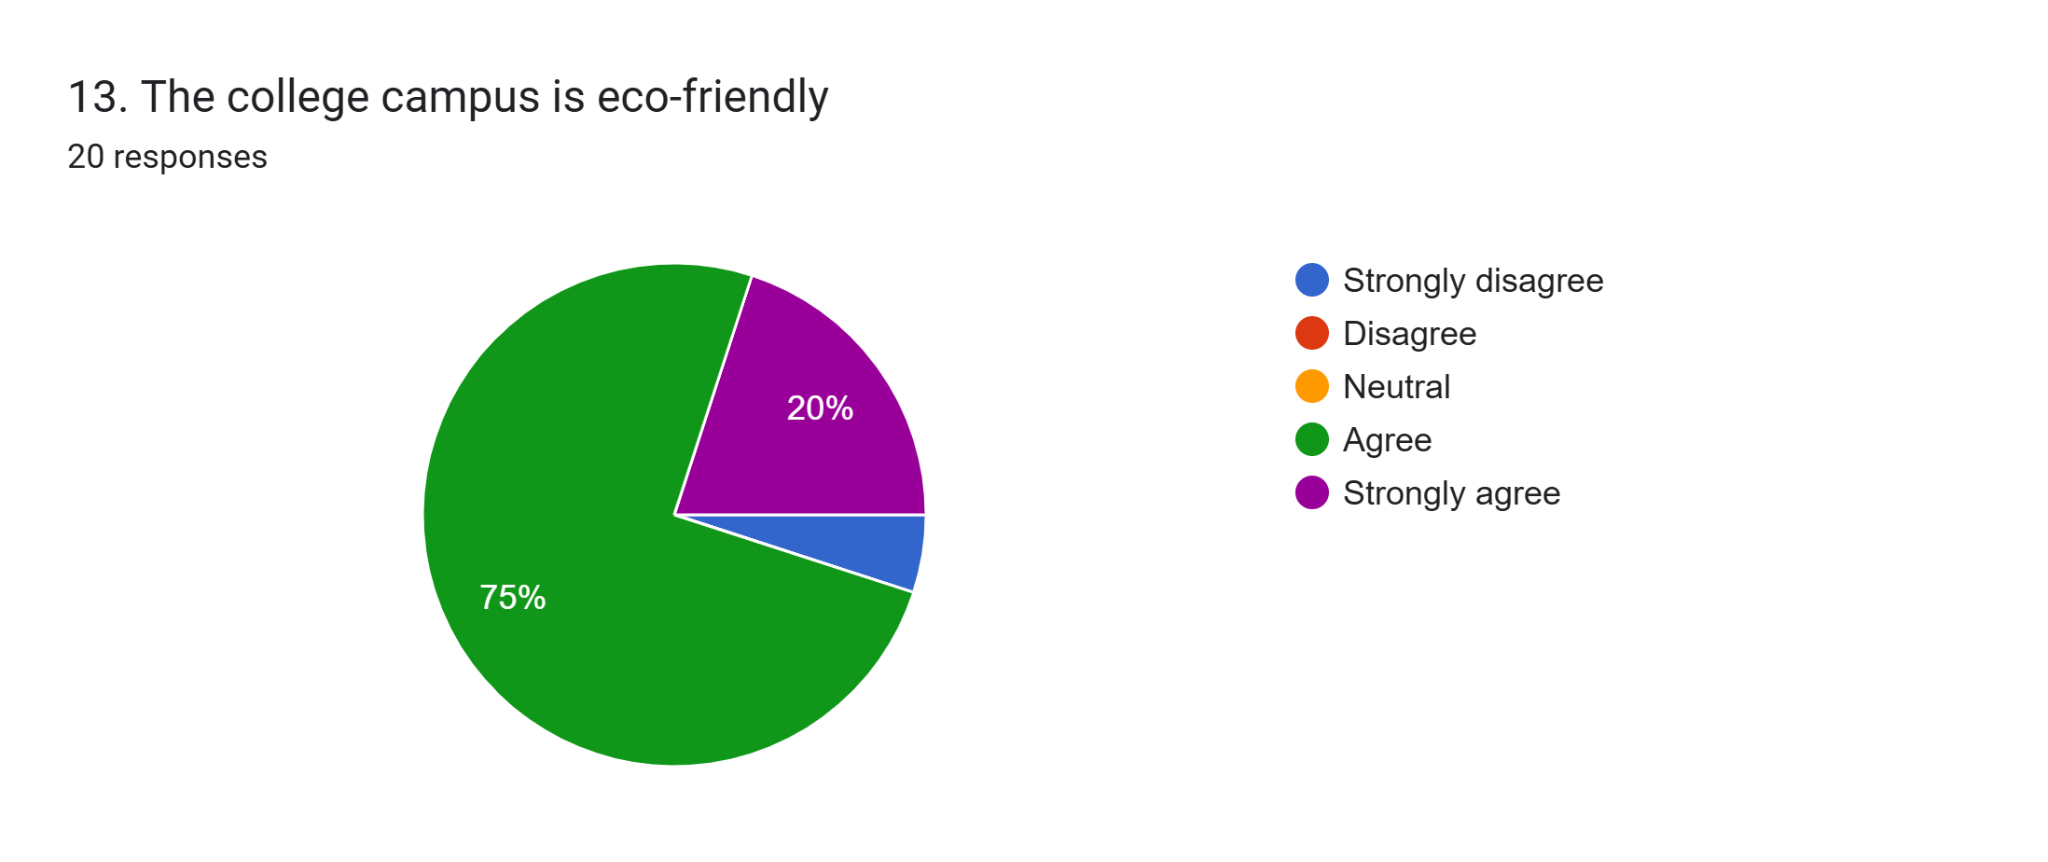 13. The college campus is eco-friendly
20 responses
20%
75%
Strongly disagree
Disagree
Neutral
Agree
Strongly agree